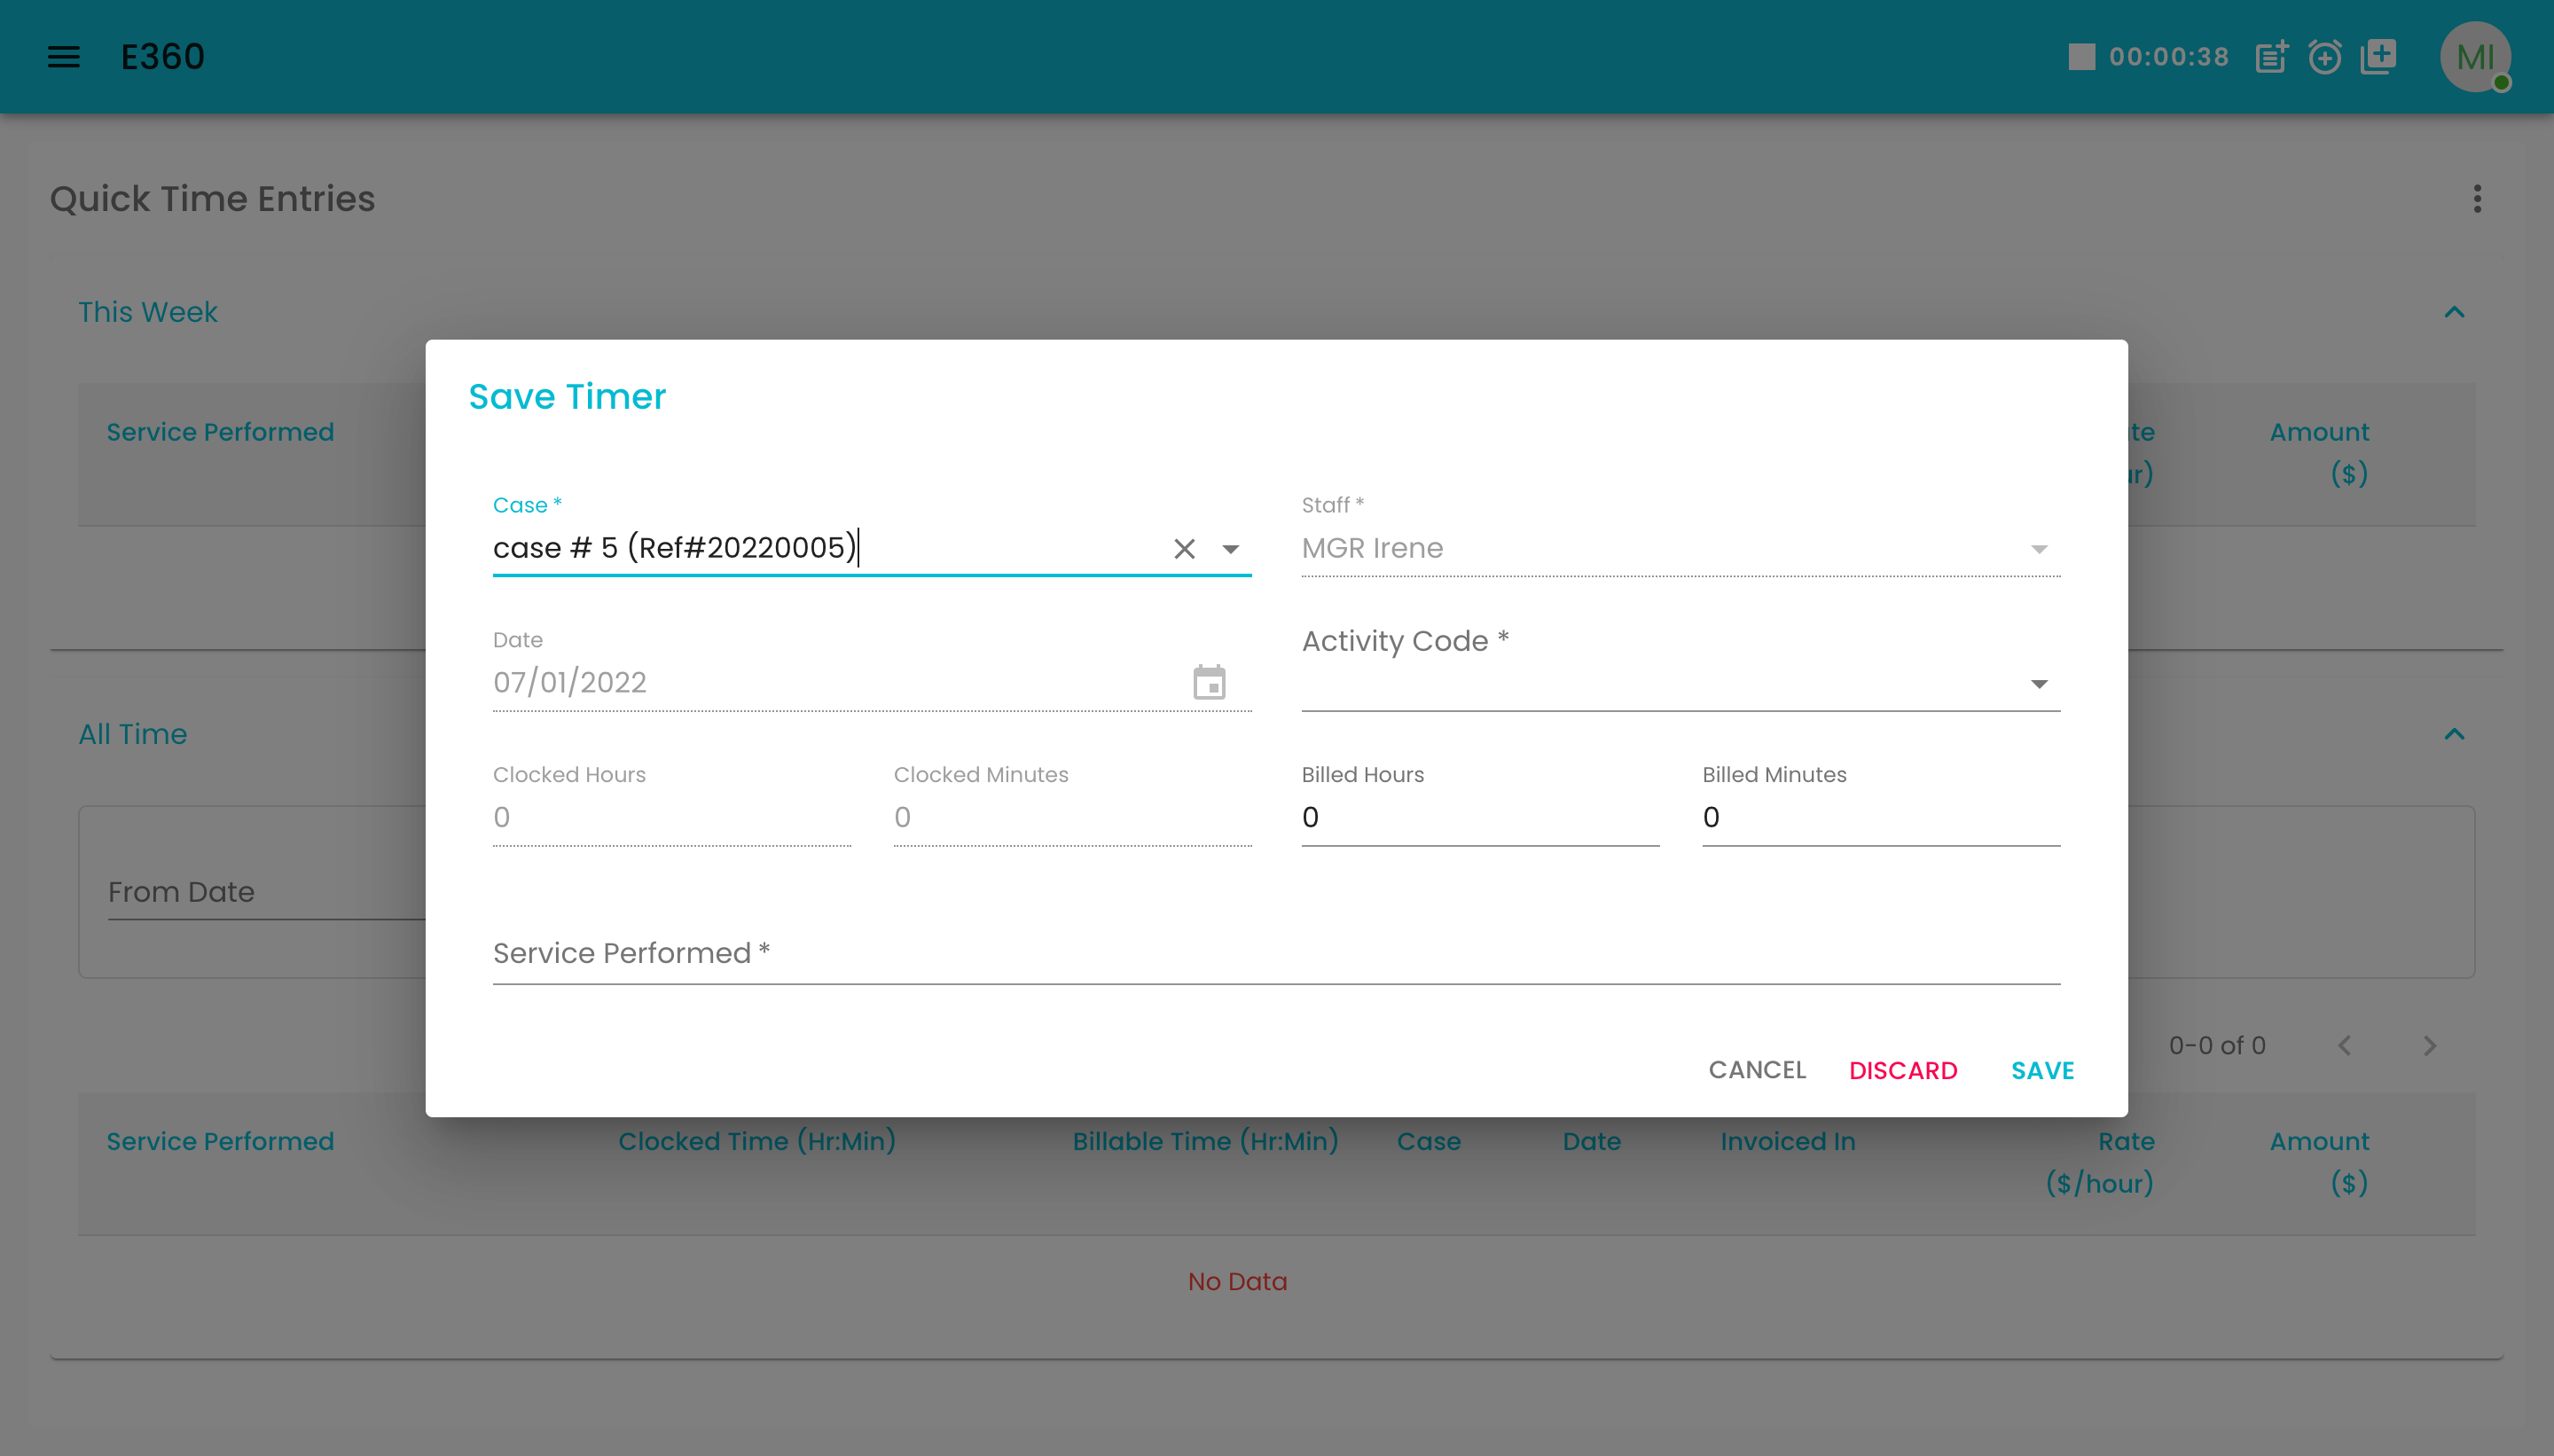 E360
00:00:38
MI
Quick Time Entries
This Week
Service Performed
Amount
($)
Save Timer
Case *
case # 5 (Ref#20220005)
Staff *
MGR Irene
Date
07/01/2022
Activity Code *
All Time
Clocked Hours
0
Clocked Minutes
0
Billed Hours
0
Billed Minutes
0
From Date
Service Performed *
0-0 of 0
CANCEL
DISCARD
SAVE
Service Performed
Clocked Time (Hr:Min)
Billable Time (Hr:Min)
Case
Date
Invoiced In
Rate
($/hour)
Amount
($)
No Data